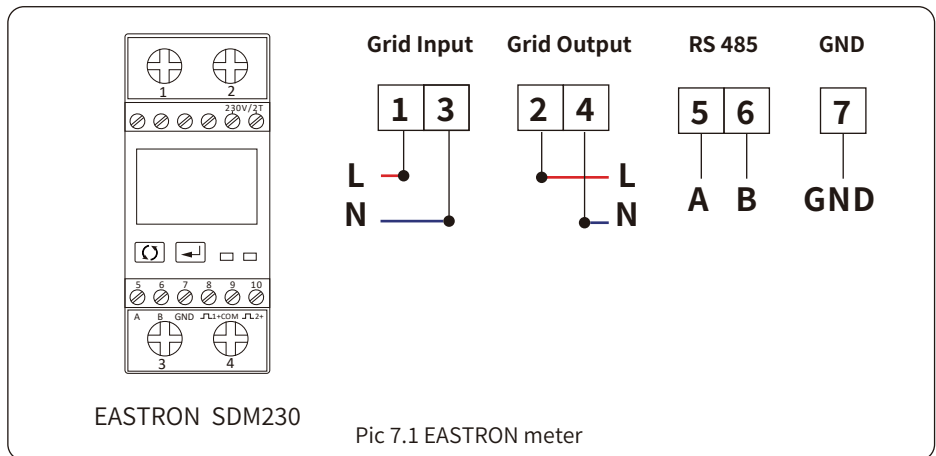 Grid Input Grid Output RS 485 GND
1 2
230V/2T
1 3 2 4 5 6 7
L L
N N
A B GND
5 6 7 8 9 10
A B GND 1+COM 2+
3 4
EASTRON SDM230
Pic 7.1 EASTRON meter